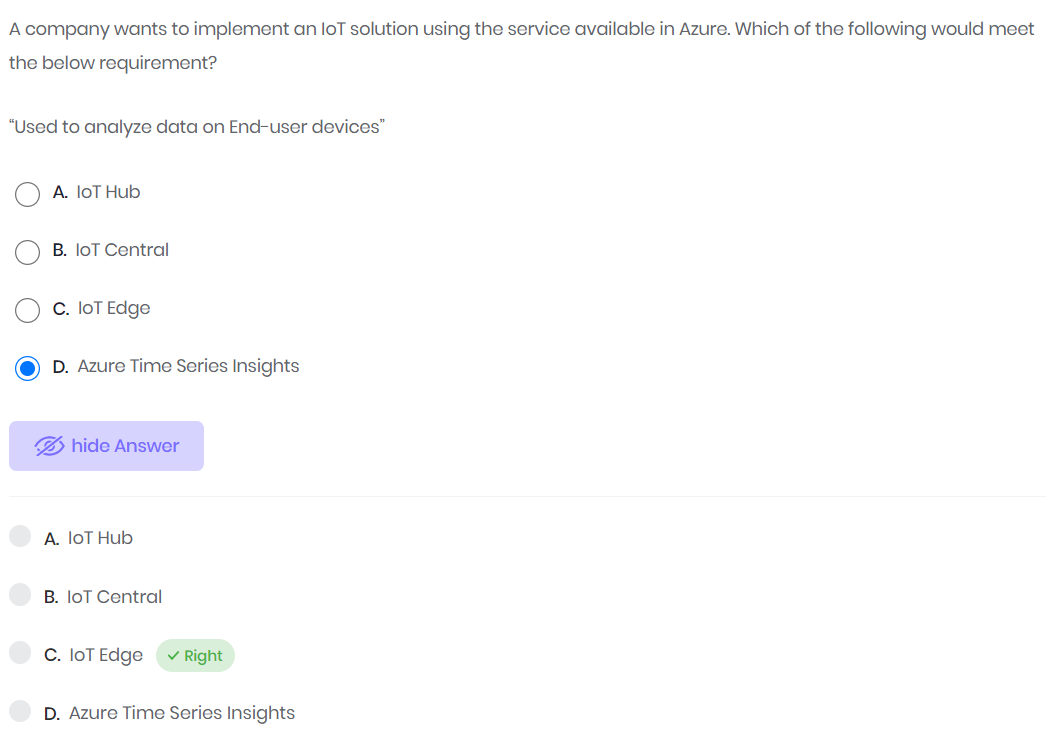 A company wants to implement an IoT solution using the service available in Azure. Which of the following would meet
the below requirement?
“Used to analyze data on End-user devices”
A. IoT Hub
B. IoT Central
C. IoT Edge
D. Azure Time Series Insights
hide Answer
A. IoT Hub
B. IoT Central
C. IoT Edge Right
D. Azure Time Series Insights